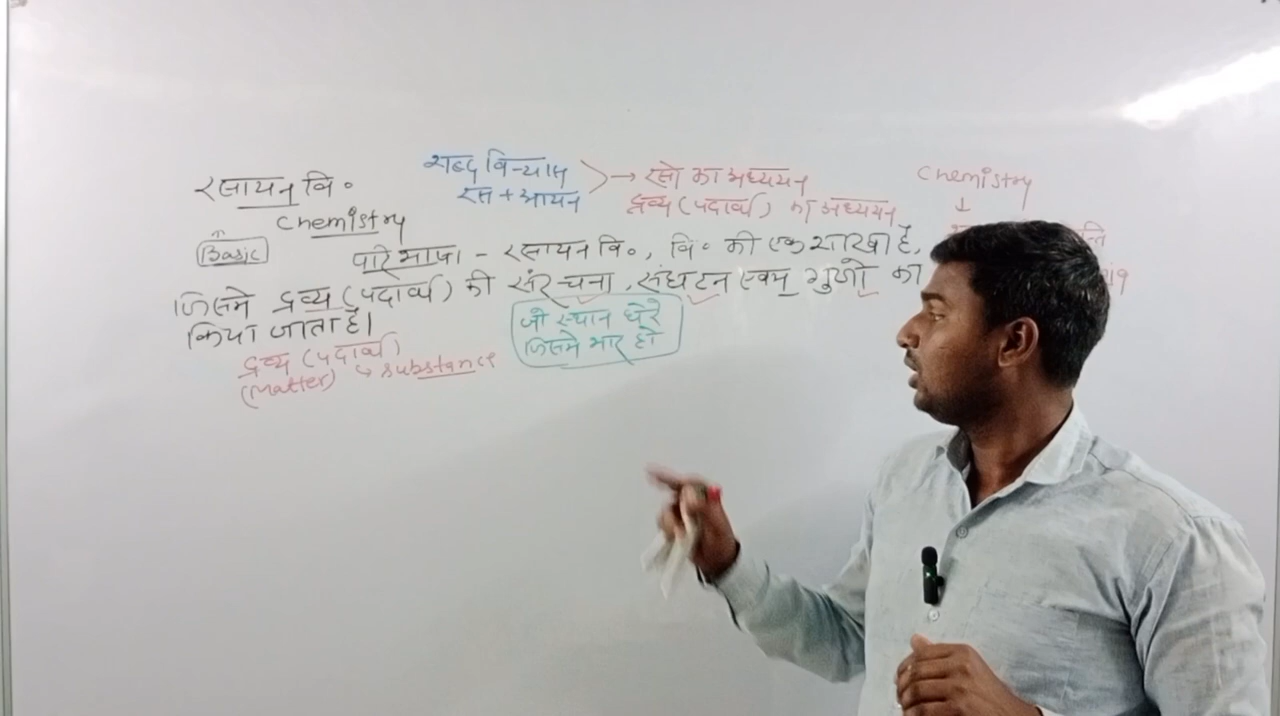 रसायन वि०
Chemistry
Basic
शब्द विन्यास
रस + आयन
→ रसो का अध्ययन
द्रव्य (पदार्थ) का अध्ययन
Chemistry
↓
परिभाषा - रसायन वि०, वि० की एक शाखा है,
जिसमे द्रव्य (पदार्थ) की संरचना, संघटन एवम् गुणो का
किया जाता है।
जो स्थान घेरे
जिसमे भार हो
द्रव्य (पदार्थ)
(Matter) ↳ substance